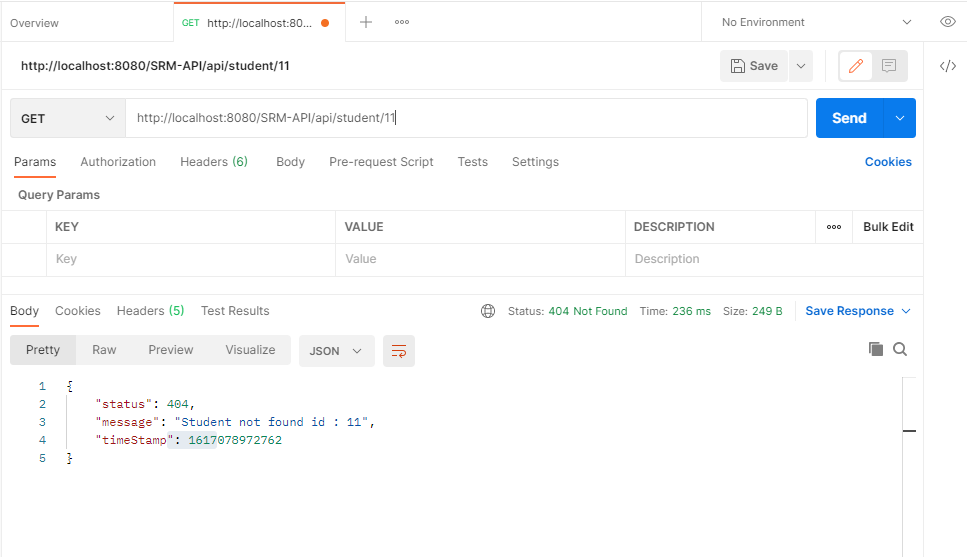 Overview GET http://localhost:80... No Environment
http://localhost:8080/SRM-API/api/student/11 Save
GET http://localhost:8080/SRM-API/api/student/11 Send
Params Authorization Headers (6) Body Pre-request Script Tests Settings Cookies
Query Params
KEY VALUE DESCRIPTION Bulk Edit
Key Value Description
Body Cookies Headers (5) Test Results Status: 404 Not Found Time: 236 ms Size: 249 B Save Response
Pretty Raw Preview Visualize JSON
1 {
2 "status": 404,
3 "message": "Student not found id : 11",
4 "timeStamp": 1617078972762
5 }